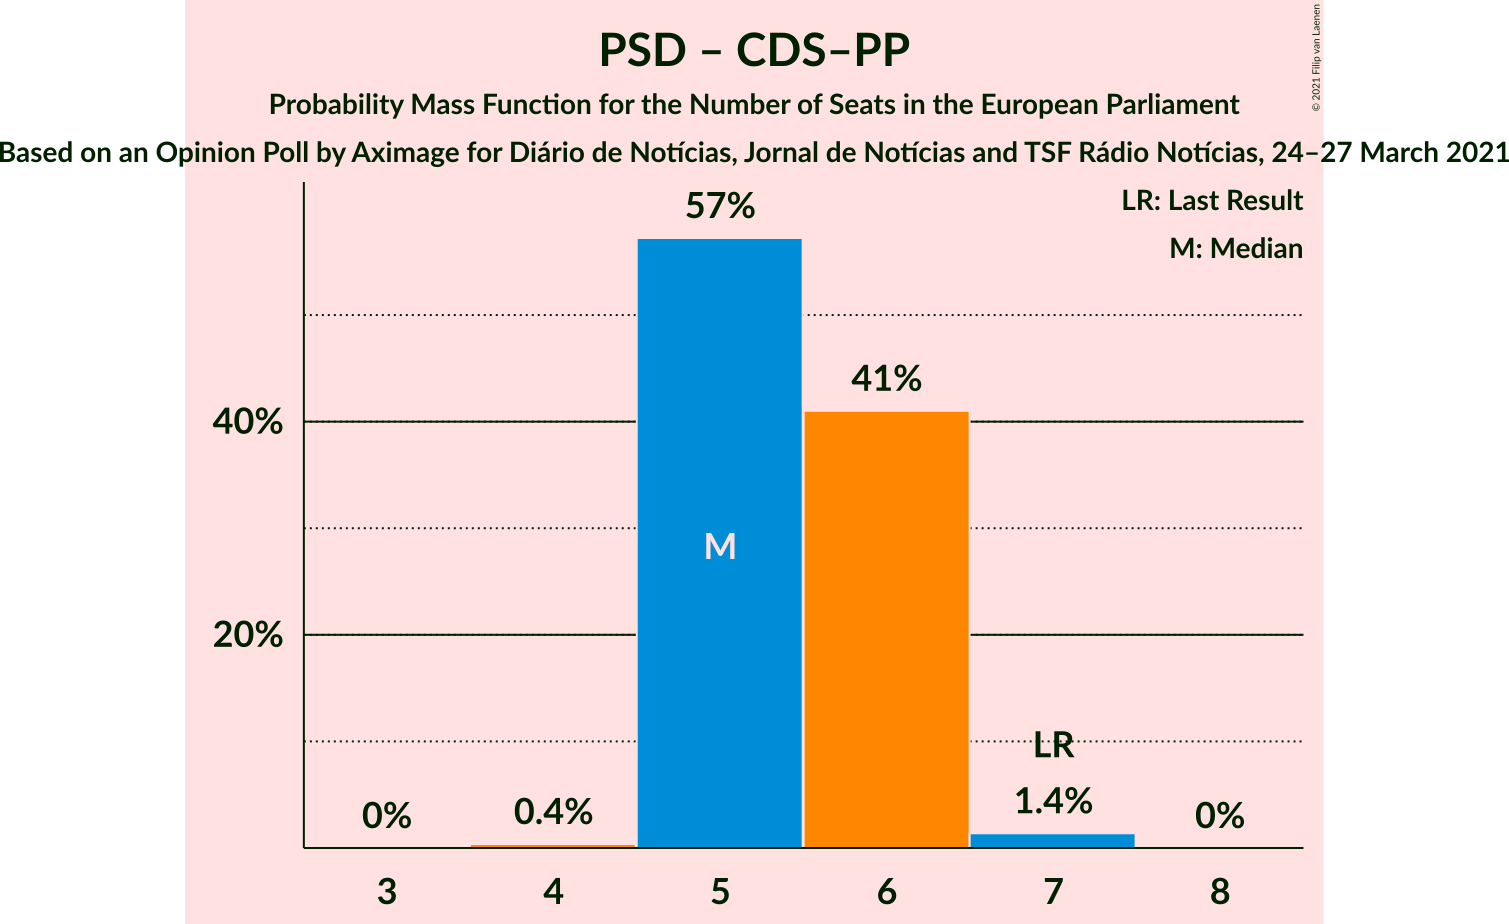 PSD – CDS–PP
Probability Mass Function for the Number of Seats in the European Parliament
Based on an Opinion Poll by Aximage for Diário de Notícias, Jornal de Notícias and TSF Rádio Notícias, 24–27 March 2021
© 2021 Filip van Laenen
LR: Last Result
M: Median
57%
41%
40%
M
20%
LR
0%
0.4%
1.4%
0%
3 4 5 6 7 8